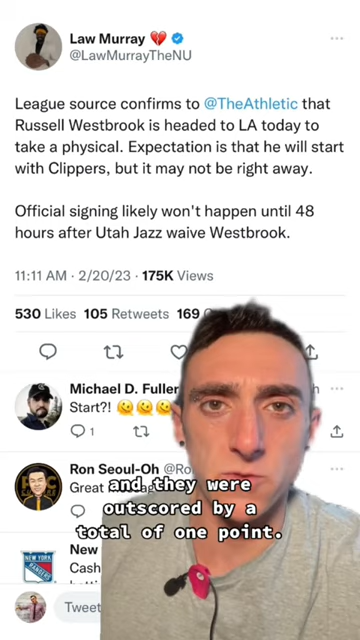 Law Murray 💔
@LawMurrayTheNU
League source confirms to @TheAthletic that
Russell Westbrook is headed to LA today to
take a physical. Expectation is that he will start
with Clippers, but it may not be right away.
Official signing likely won't happen until 48
hours after Utah Jazz waive Westbrook.
11:11 AM · 2/20/23 · 175K Views
530 Likes 105 Retweets 169
Michael D. Fuller
Start?! 🫠🫠🫠
1
Ron Seoul-Oh @Ro
Great
and they were
outscored by a
total of one point.
NEW YORK
RANGERS
New
Cash
Tweet